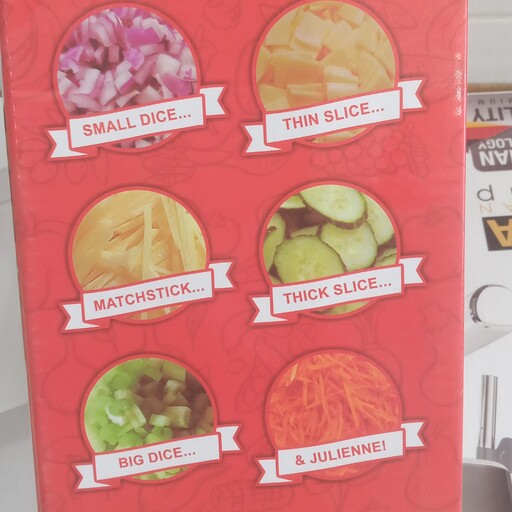 SMALL DICE...
THIN SLICE...
MATCHSTICK...
THICK SLICE...
BIG DICE...
& JULIENNE!